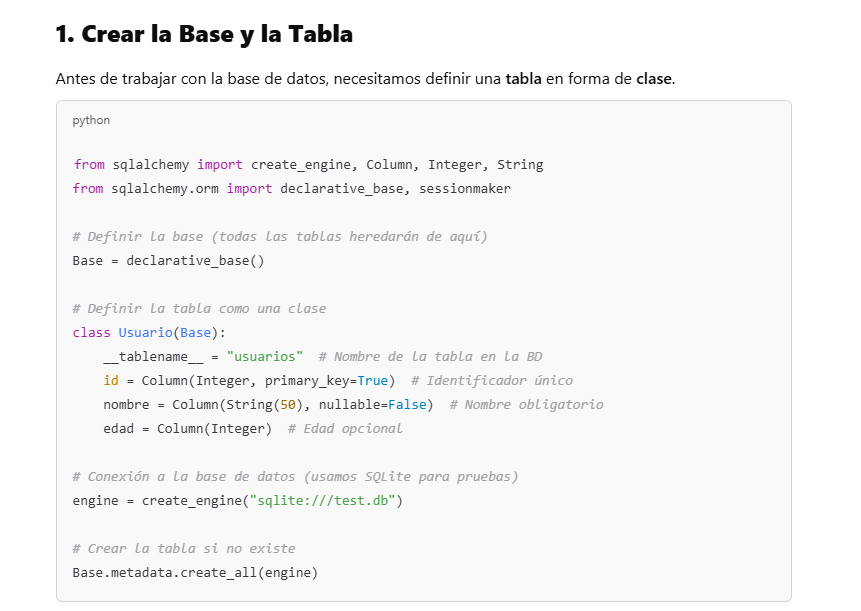 1. Crear la Base y la Tabla
Antes de trabajar con la base de datos, necesitamos definir una tabla en forma de clase.
python
from sqlalchemy import create_engine, Column, Integer, String
from sqlalchemy.orm import declarative_base, sessionmaker
# Definir la base (todas las tablas heredarán de aquí)
Base = declarative_base()
# Definir la tabla como una clase
class Usuario(Base):
    __tablename__ = "usuarios"  # Nombre de la tabla en la BD
    id = Column(Integer, primary_key=True)  # Identificador único
    nombre = Column(String(50), nullable=False)  # Nombre obligatorio
    edad = Column(Integer)  # Edad opcional
# Conexión a la base de datos (usamos SQLite para pruebas)
engine = create_engine("sqlite:///test.db")
# Crear la tabla si no existe
Base.metadata.create_all(engine)